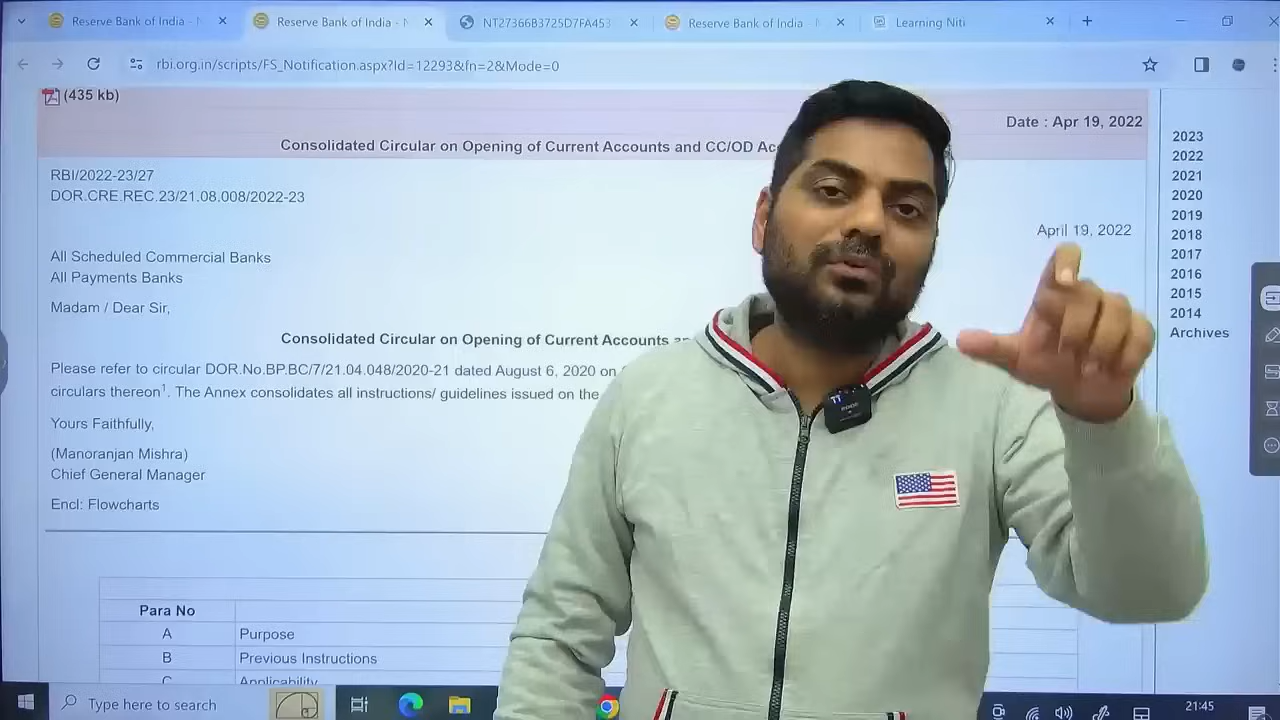 Reserve Bank of India - N
Reserve Bank of India - N
NT27366B3725D7FA453
Reserve Bank of India - N
Learning Niti
rbi.org.in/scripts/FS_Notification.aspx?Id=12293&fn=2&Mode=0
(435 kb)
Date : Apr 19, 2022
Consolidated Circular on Opening of Current Accounts and CC/OD Acc
RBI/2022-23/27
DOR.CRE.REC.23/21.08.008/2022-23
April 19, 2022
All Scheduled Commercial Banks
All Payments Banks
Madam / Dear Sir,
Consolidated Circular on Opening of Current Accounts an
Please refer to circular DOR.No.BP.BC/7/21.04.048/2020-21 dated August 6, 2020 on
circulars thereon1. The Annex consolidates all instructions/ guidelines issued on the
Yours Faithfully,
(Manoranjan Mishra)
Chief General Manager
Encl: Flowcharts
Para No
A Purpose
B Previous Instructions
C Applicability
2023
2022
2021
2020
2019
2018
2017
2016
2015
2014
Archives
Type here to search
21:45